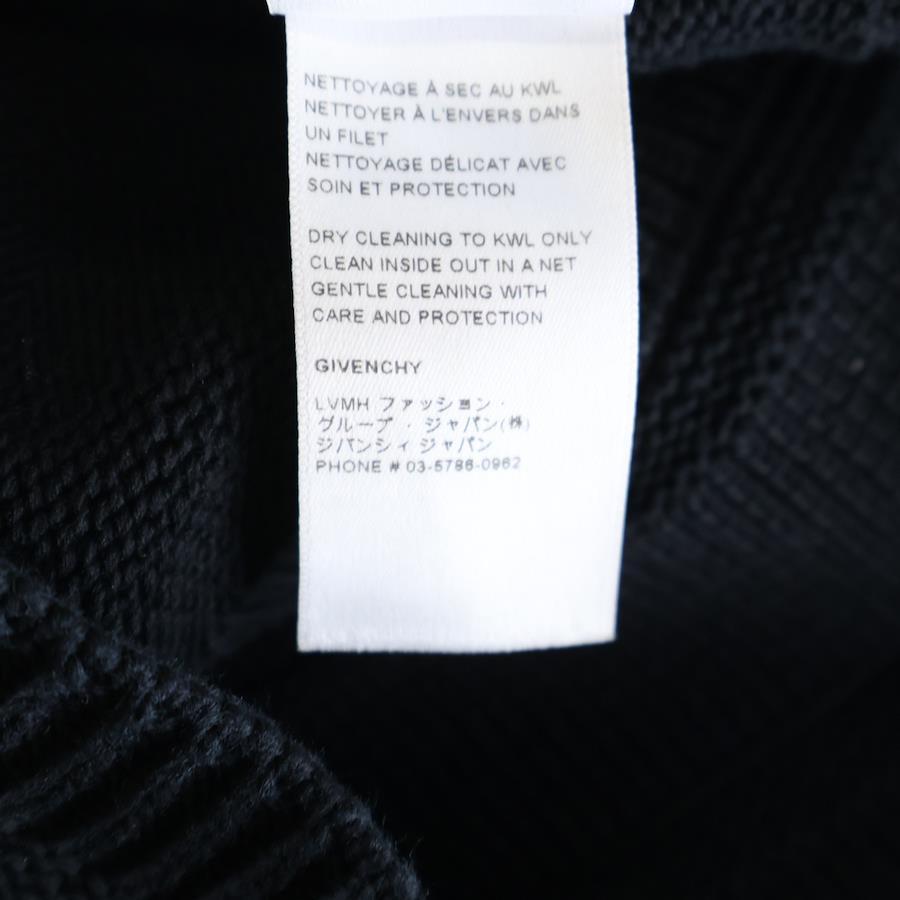 NETTOYAGE À SEC AU KWL
NETTOYER À L'ENVERS DANS
UN FILET
NETTOYAGE DÉLICAT AVEC
SOIN ET PROTECTION
DRY CLEANING TO KWL ONLY
CLEAN INSIDE OUT IN A NET
GENTLE CLEANING WITH
CARE AND PROTECTION
GIVENCHY
LVMH ファッション・
グループ・ジャパン(株)
ジバンシィ ジャパン
PHONE # 03-5786-0962